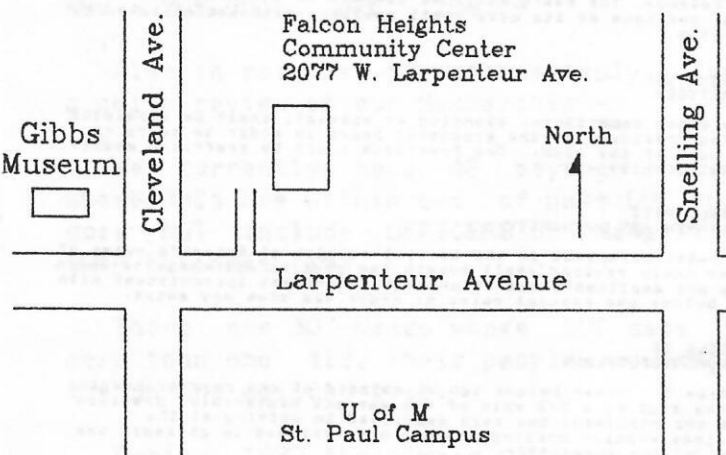 Cleveland Ave.
Falcon Heights
Community Center
2077 W. Larpenteur Ave.
Snelling Ave.
Gibbs
Museum
North
Larpenteur Avenue
U of M
St. Paul Campus